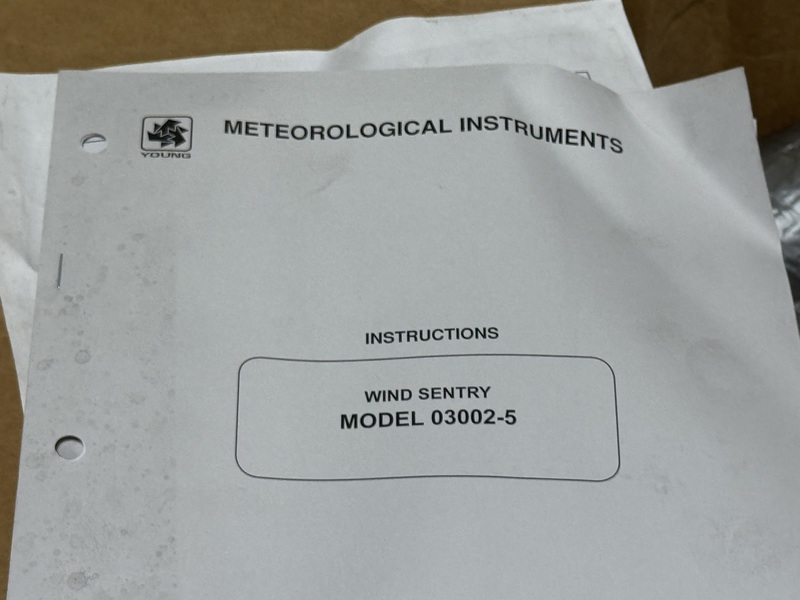 YOUNG
METEOROLOGICAL INSTRUMENTS
INSTRUCTIONS
WIND SENTRY
MODEL 03002-5